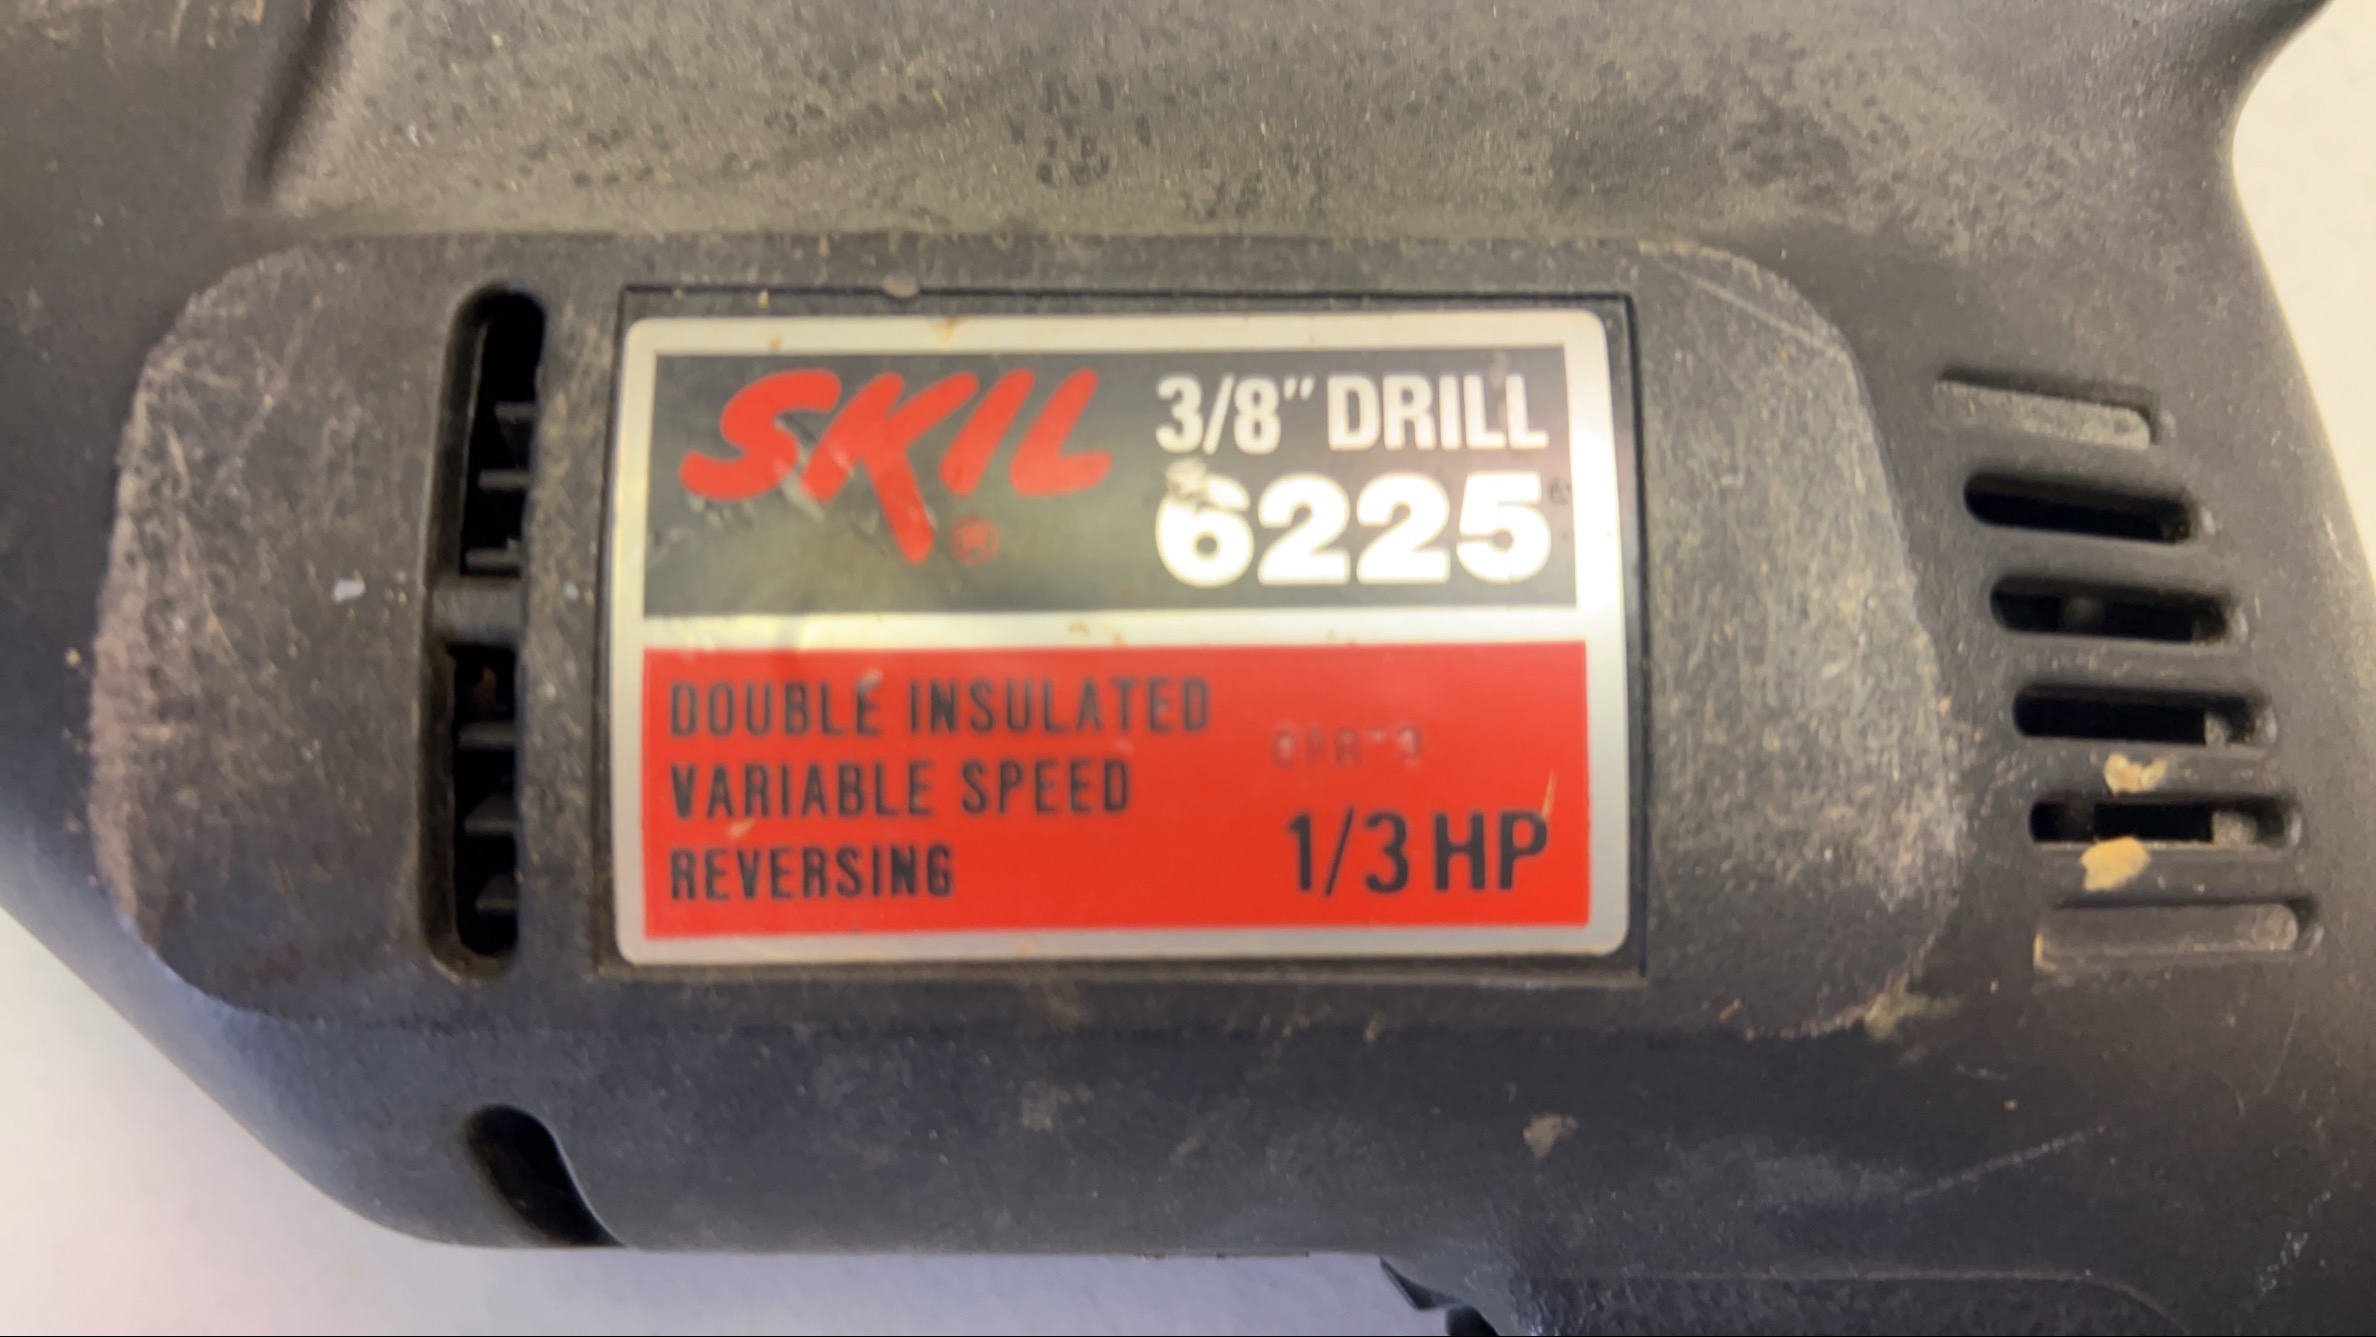 SKIL
®
3/8" DRILL
6225
DOUBLE INSULATED
VARIABLE SPEED
REVERSING
1/3 HP